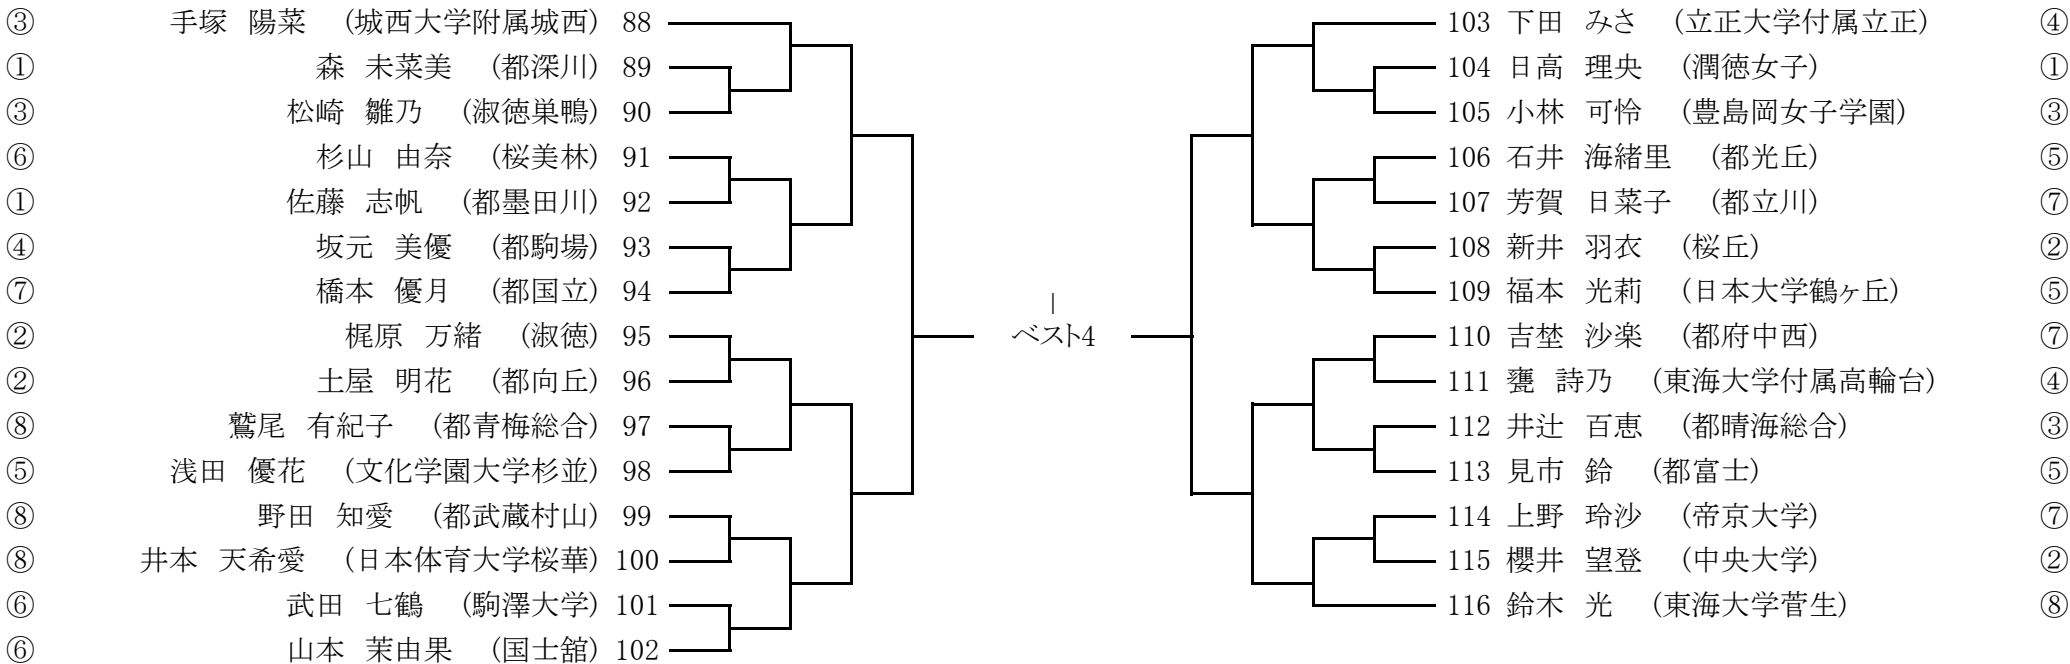 ③ 手塚 陽菜 (城西大学附属城西) 88
① 森 未菜美 (都深川) 89
③ 松崎 雛乃 (淑徳巣鴨) 90
⑥ 杉山 由奈 (桜美林) 91
① 佐藤 志帆 (都墨田川) 92
④ 坂元 美優 (都駒場) 93
⑦ 橋本 優月 (都国立) 94
② 梶原 万緒 (淑徳) 95
② 土屋 明花 (都向丘) 96
⑧ 鷲尾 有紀子 (都青梅総合) 97
⑤ 浅田 優花 (文化学園大学杉並) 98
⑧ 野田 知愛 (都武蔵村山) 99
⑧ 井本 天希愛 (日本体育大学桜華) 100
⑥ 武田 七鶴 (駒澤大学) 101
⑥ 山本 茉由果 (国士舘) 102
|
ベスト4
103 下田 みさ (立正大学付属立正) ④
104 日高 理央 (潤徳女子) ①
105 小林 可怜 (豊島岡女子学園) ③
106 石井 海緒里 (都光丘) ⑤
107 芳賀 日菜子 (都立川) ⑦
108 新井 羽衣 (桜丘) ②
109 福本 光莉 (日本大学鶴ヶ丘) ⑤
110 吉埜 沙楽 (都府中西) ⑦
111 甕 詩乃 (東海大学付属高輪台) ④
112 井辻 百恵 (都晴海総合) ③
113 見市 鈴 (都富士) ⑤
114 上野 玲沙 (帝京大学) ⑦
115 櫻井 望登 (中央大学) ②
116 鈴木 光 (東海大学菅生) ⑧